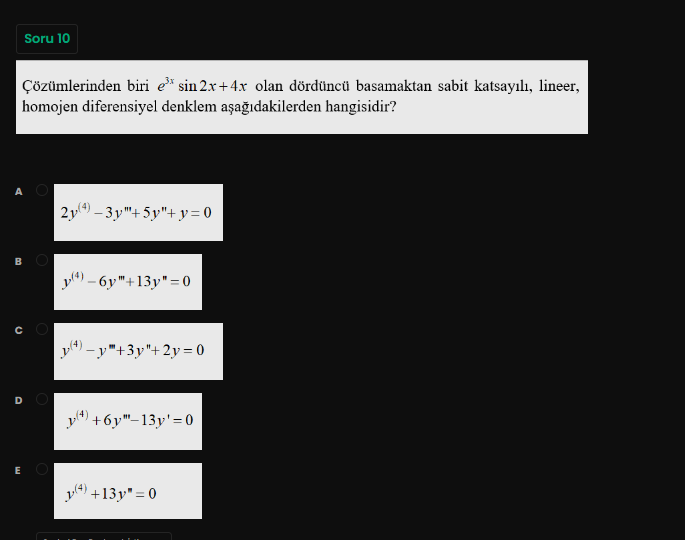 Soru 10
Çözümlerinden biri e³ˣ sin 2x + 4x olan dördüncü basamaktan sabit katsayılı, lineer,
homojen diferensiyel denklem aşağıdakilerden hangisidir?
A 2y⁽⁴⁾ − 3y''' + 5y'' + y = 0
B y⁽⁴⁾ − 6y''' + 13y'' = 0
C y⁽⁴⁾ − y''' + 3y'' + 2y = 0
D y⁽⁴⁾ + 6y''' − 13y' = 0
E y⁽⁴⁾ + 13y'' = 0